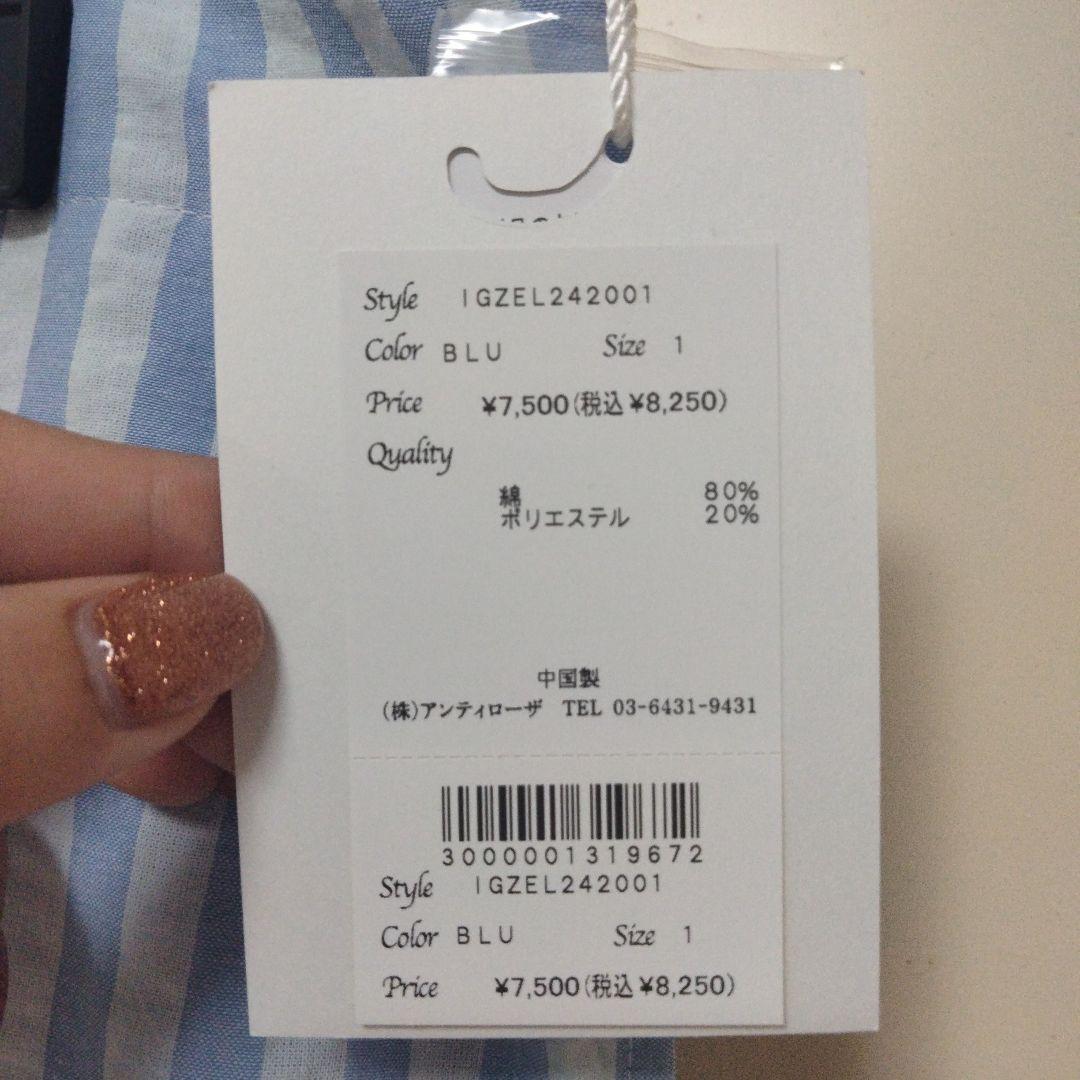 Style IGZEL242001
Color BLU Size 1
Price ¥7,500(税込¥8,250)
Quality
綿 80%
ポリエステル 20%
中国製
(株)アンティローザ TEL 03-6431-9431
3000001319672
Style IGZEL242001
Color BLU Size 1
Price ¥7,500(税込¥8,250)